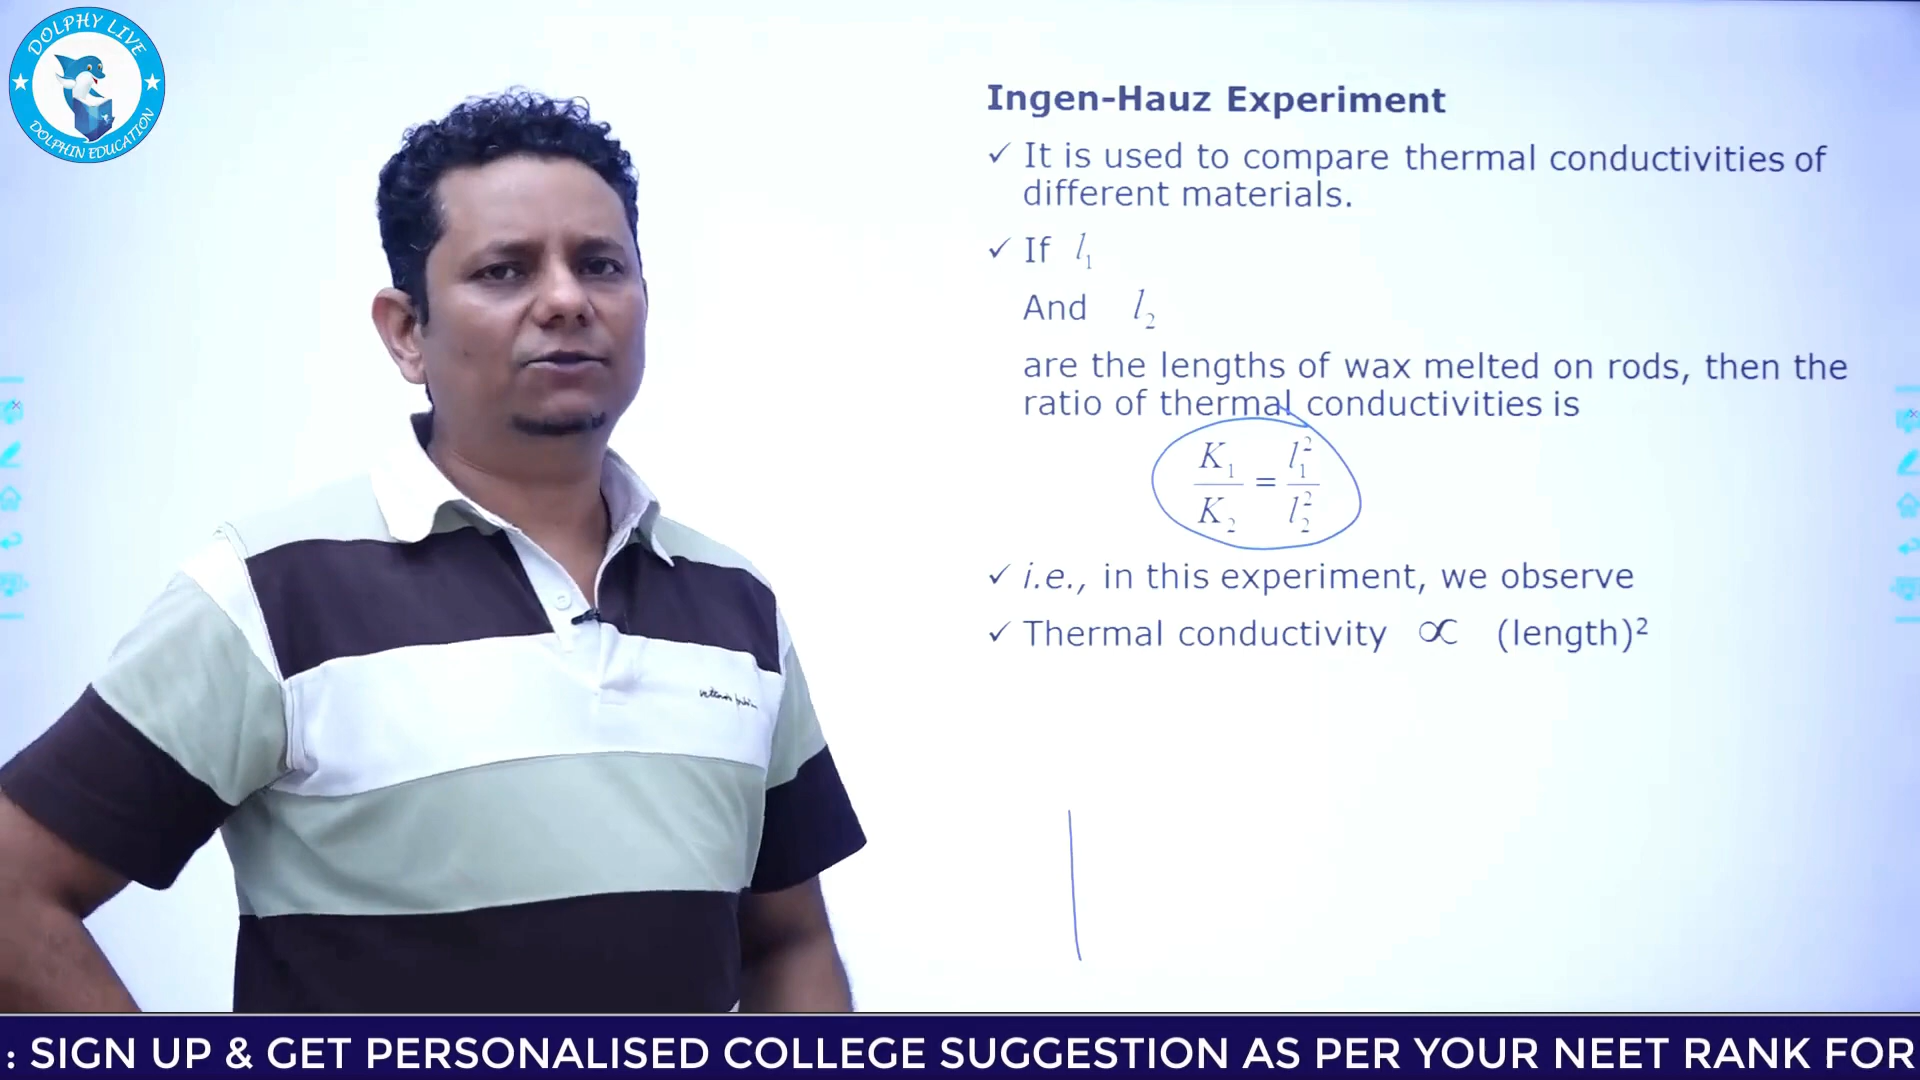 DOLPHY LIVE
DOLPHIN EDUCATION
Ingen-Hauz Experiment
✓ It is used to compare thermal conductivities of
different materials.
✓ If l₁
And l₂
are the lengths of wax melted on rods, then the
ratio of thermal conductivities is
K₁/K₂ = l₁²/l₂²
✓ i.e., in this experiment, we observe
✓ Thermal conductivity ∝ (length)²
: SIGN UP & GET PERSONALISED COLLEGE SUGGESTION AS PER YOUR NEET RANK FOR